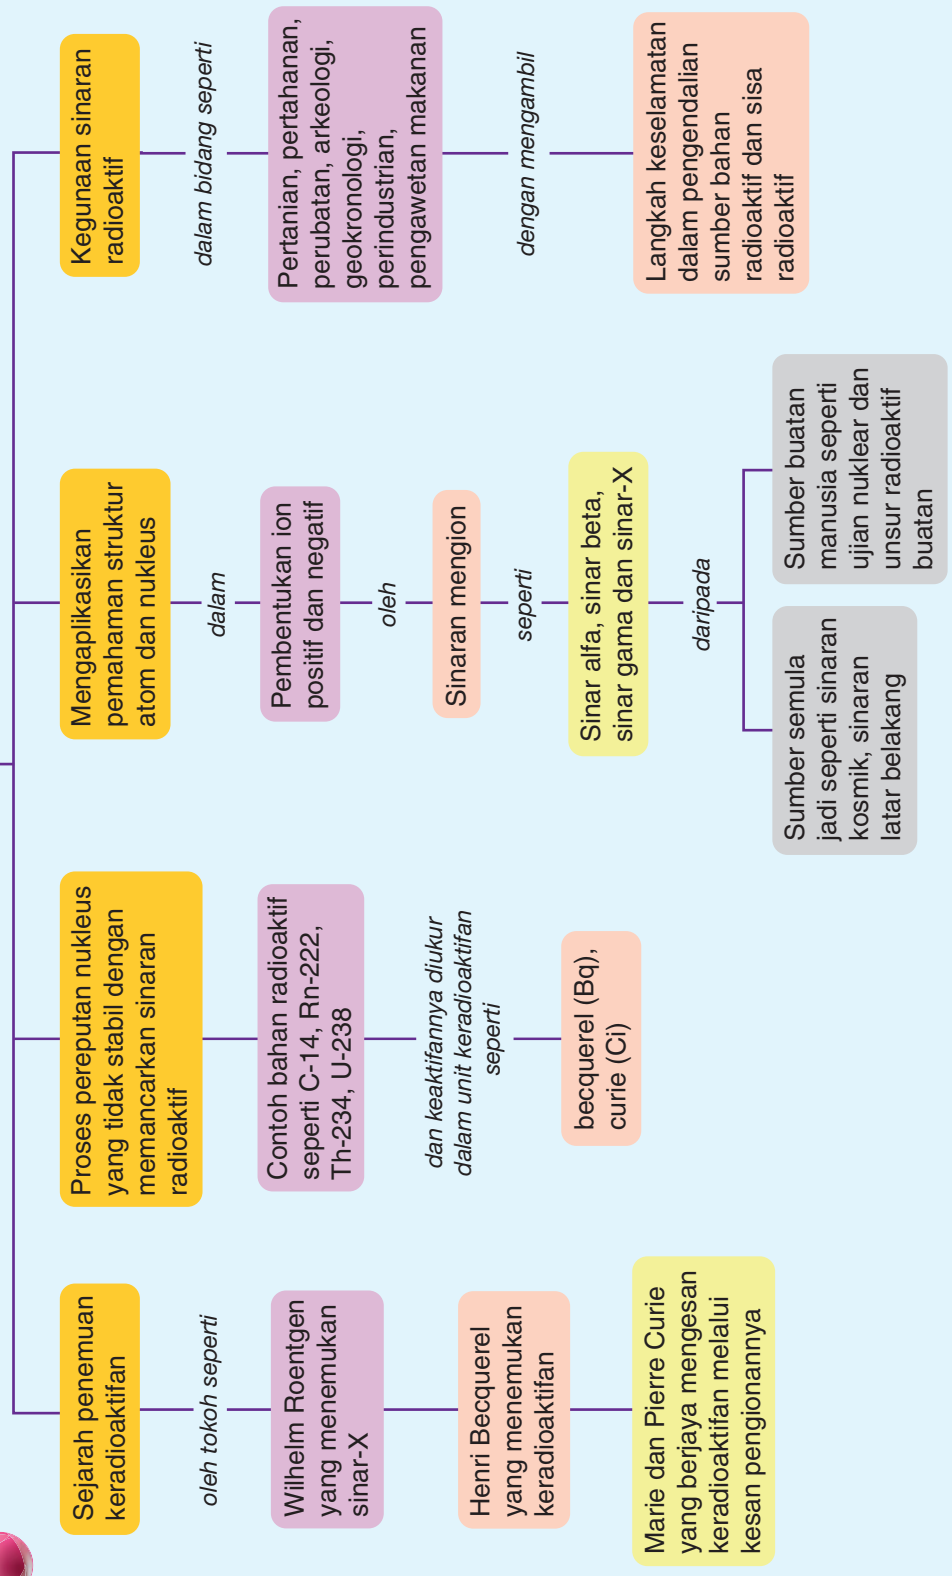 Sejarah penemuan
keradioaktifan
oleh tokoh seperti
Wilhelm Roentgen
yang menemukan
sinar-X
Henri Becquerel
yang menemukan
keradioaktifan
Marie dan Pierre Curie
yang berjaya mengesan
keradioaktifan melalui
kesan pengionannya
Proses pereputan nukleus
yang tidak stabil dengan
memancarkan sinaran
radioaktif
Contoh bahan radioaktif
seperti C-14, Rn-222,
Th-234, U-238
dan keaktifannya diukur
dalam unit keradioaktifan
seperti
becquerel (Bq),
curie (Ci)
Mengaplikasikan
pemahaman struktur
atom dan nukleus
dalam
Pembentukan ion
positif dan negatif
oleh
Sinaran mengion
seperti
Sinar alfa, sinar beta,
sinar gama dan sinar-X
daripada
Sumber semula
jadi seperti sinaran
kosmik, sinaran
latar belakang
Sumber buatan
manusia seperti
ujian nuklear dan
unsur radioaktif
buatan
Kegunaan sinaran
radioaktif
dalam bidang seperti
Pertanian, pertahanan,
perubatan, arkeologi,
geokronologi,
perindustrian,
pengawetan makanan
dengan mengambil
Langkah keselamatan
dalam pengendalian
sumber bahan
radioaktif dan sisa
radioaktif